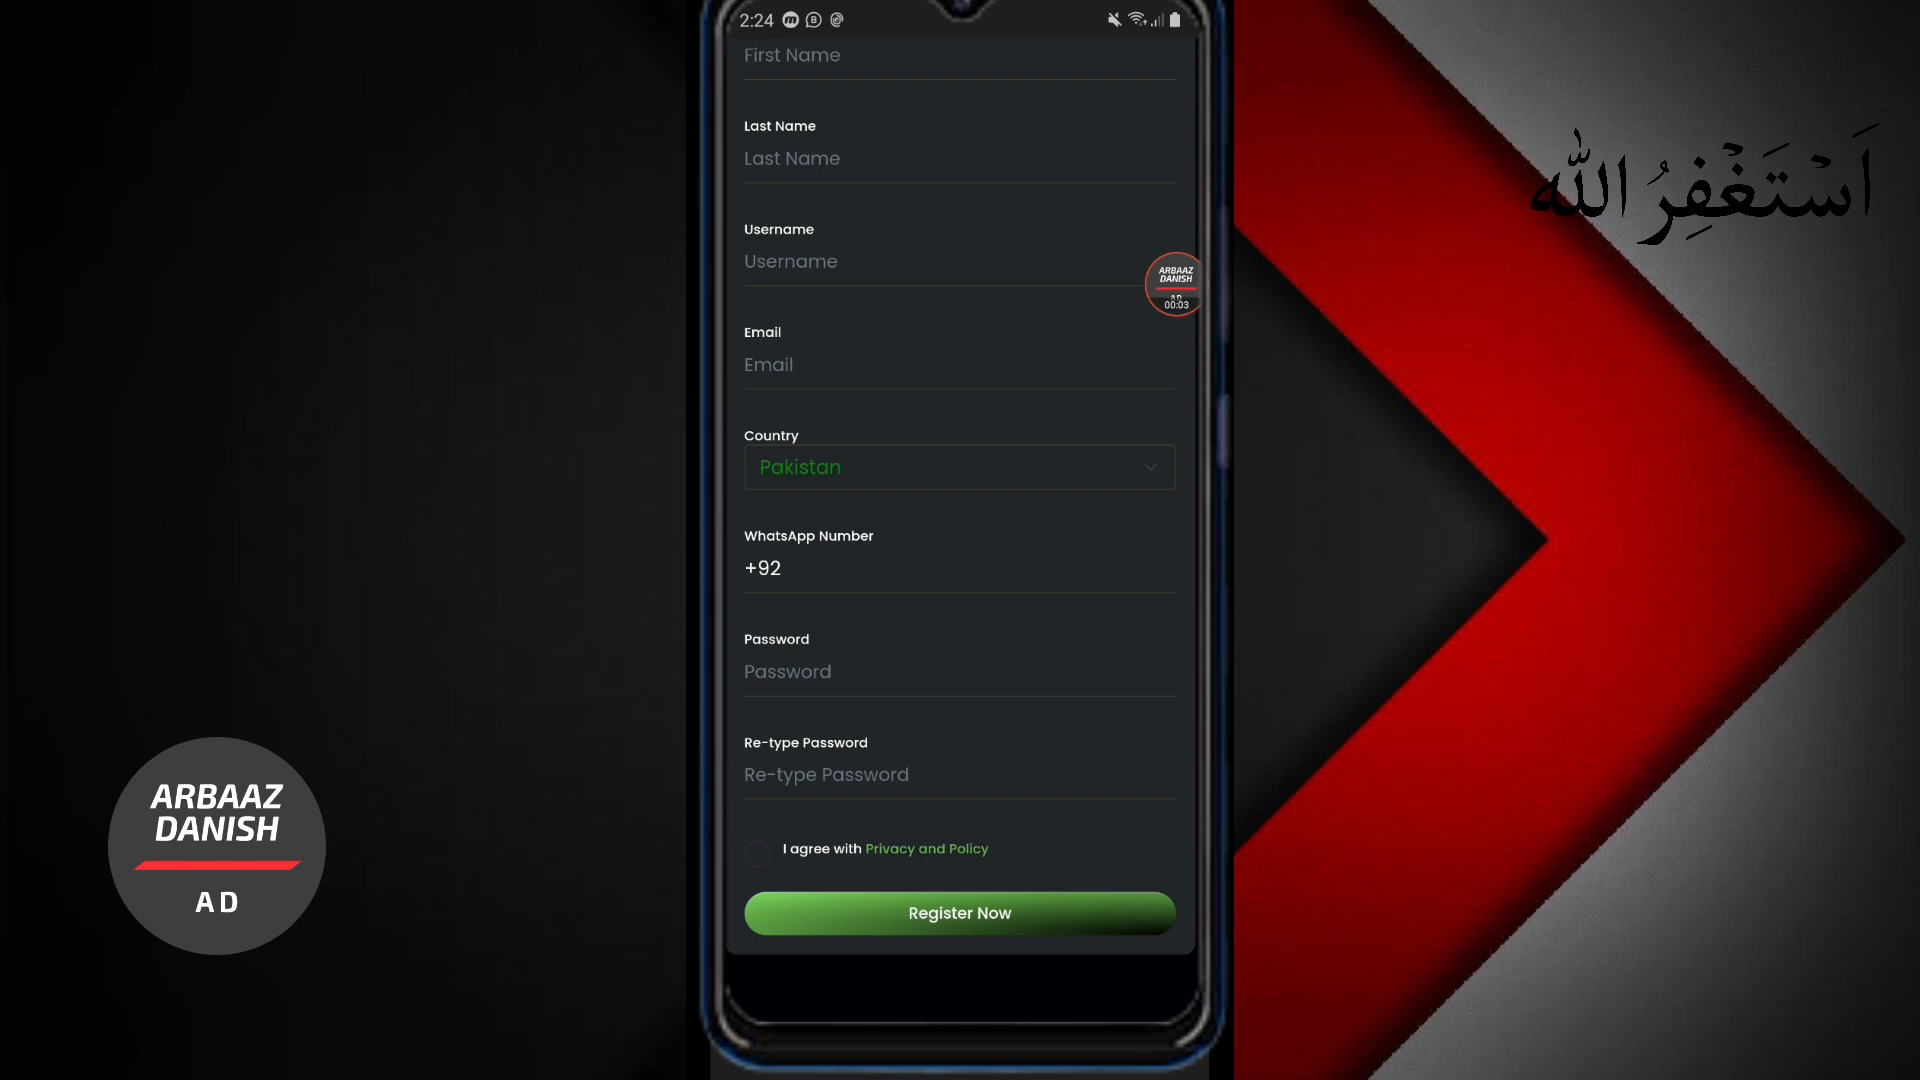 2:24
First Name
Last Name
Last Name
Username
Username
Email
Email
Country
Pakistan
WhatsApp Number
+92
Password
Password
Re-type Password
Re-type Password
I agree with Privacy and Policy
Register Now
ARBAAZ
DANISH
AD
00:03
اَسْتَغْفِرُ اللّٰه
ARBAAZ
DANISH
AD